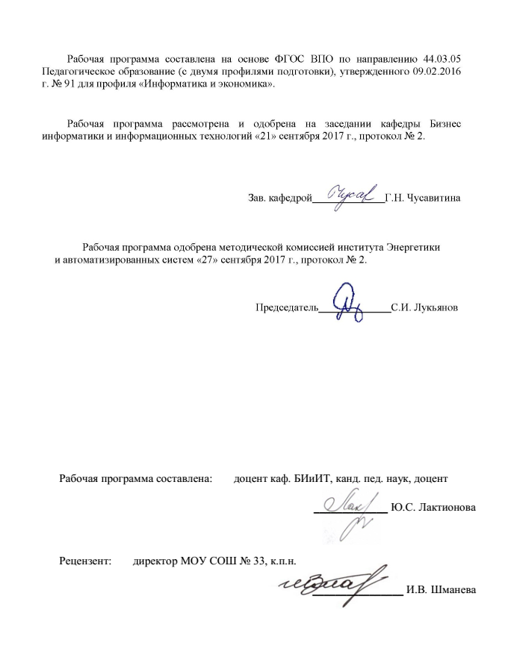 Рабочая программа составлена на основе ФГОС ВПО по направлению 44.03.05
Педагогическое образование (с двумя профилями подготовки), утвержденного 09.02.2016
г. № 91 для профиля «Информатика и экономика».
Рабочая программа рассмотрена и одобрена на заседании кафедры Бизнес
информатики и информационных технологий «21» сентября 2017 г., протокол № 2.
Зав. кафедрой Г.Н. Чусавитина
Рабочая программа одобрена методической комиссией института Энергетики
и автоматизированных систем «27» сентября 2017 г., протокол № 2.
Председатель С.И. Лукьянов
Рабочая программа составлена: доцент каф. БИиИТ, канд. пед. наук, доцент
Ю.С. Лактионова
Рецензент: директор МОУ СОШ № 33, к.п.н.
И.В. Шманева